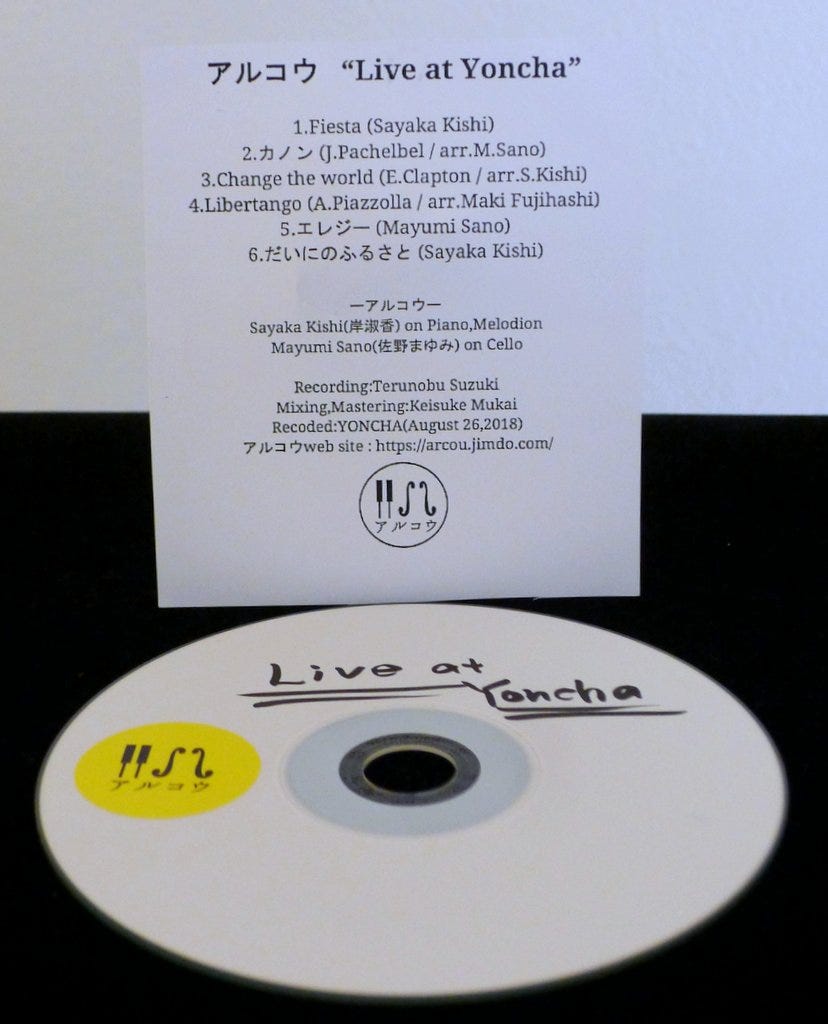 アルコウ “Live at Yoncha”
1.Fiesta (Sayaka Kishi)
2.カノン (J.Pachelbel / arr.M.Sano)
3.Change the world (E.Clapton / arr.S.Kishi)
4.Libertango (A.Piazzolla / arr.Maki Fujihashi)
5.エレジー (Mayumi Sano)
6.だいにのふるさと (Sayaka Kishi)
ーアルコウー
Sayaka Kishi(岸淑香) on Piano,Melodion
Mayumi Sano(佐野まゆみ) on Cello
Recording:Terunobu Suzuki
Mixing,Mastering:Keisuke Mukai
Recoded:YONCHA(August 26,2018)
アルコウweb site : https://arcou.jimdo.com/
アルコウ
Live at
Yoncha
アルコウ